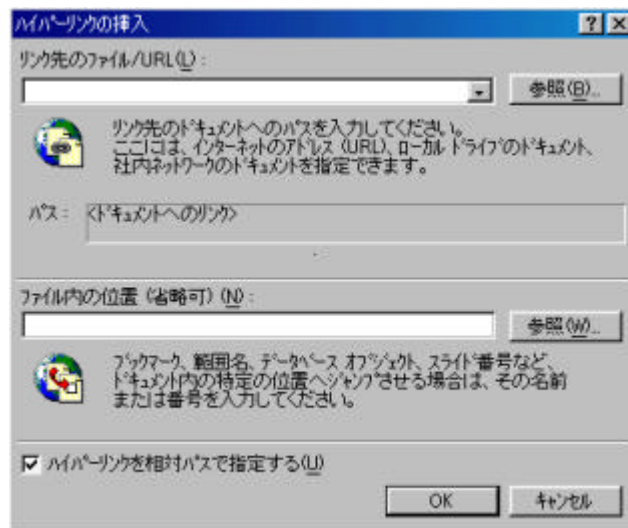 ハイパーリンクの挿入
リンク先のファイル/URL(L):
参照(B)...
リンク先のドキュメントへのパスを入力してください。
ここには、インターネットのアドレス (URL)、ローカル ドライブのドキュメント、
社内ネットワークのドキュメントを指定できます。
パス: <ドキュメントへのリンク>
ファイル内の位置 (省略可) (N):
参照(W)...
ブックマーク、範囲名、データベース オブジェクト、スライド番号など、
ドキュメント内の特定の位置へジャンプさせる場合は、その名前
または番号を入力してください。
ハイパーリンクを相対パスで指定する(U)
OK キャンセル